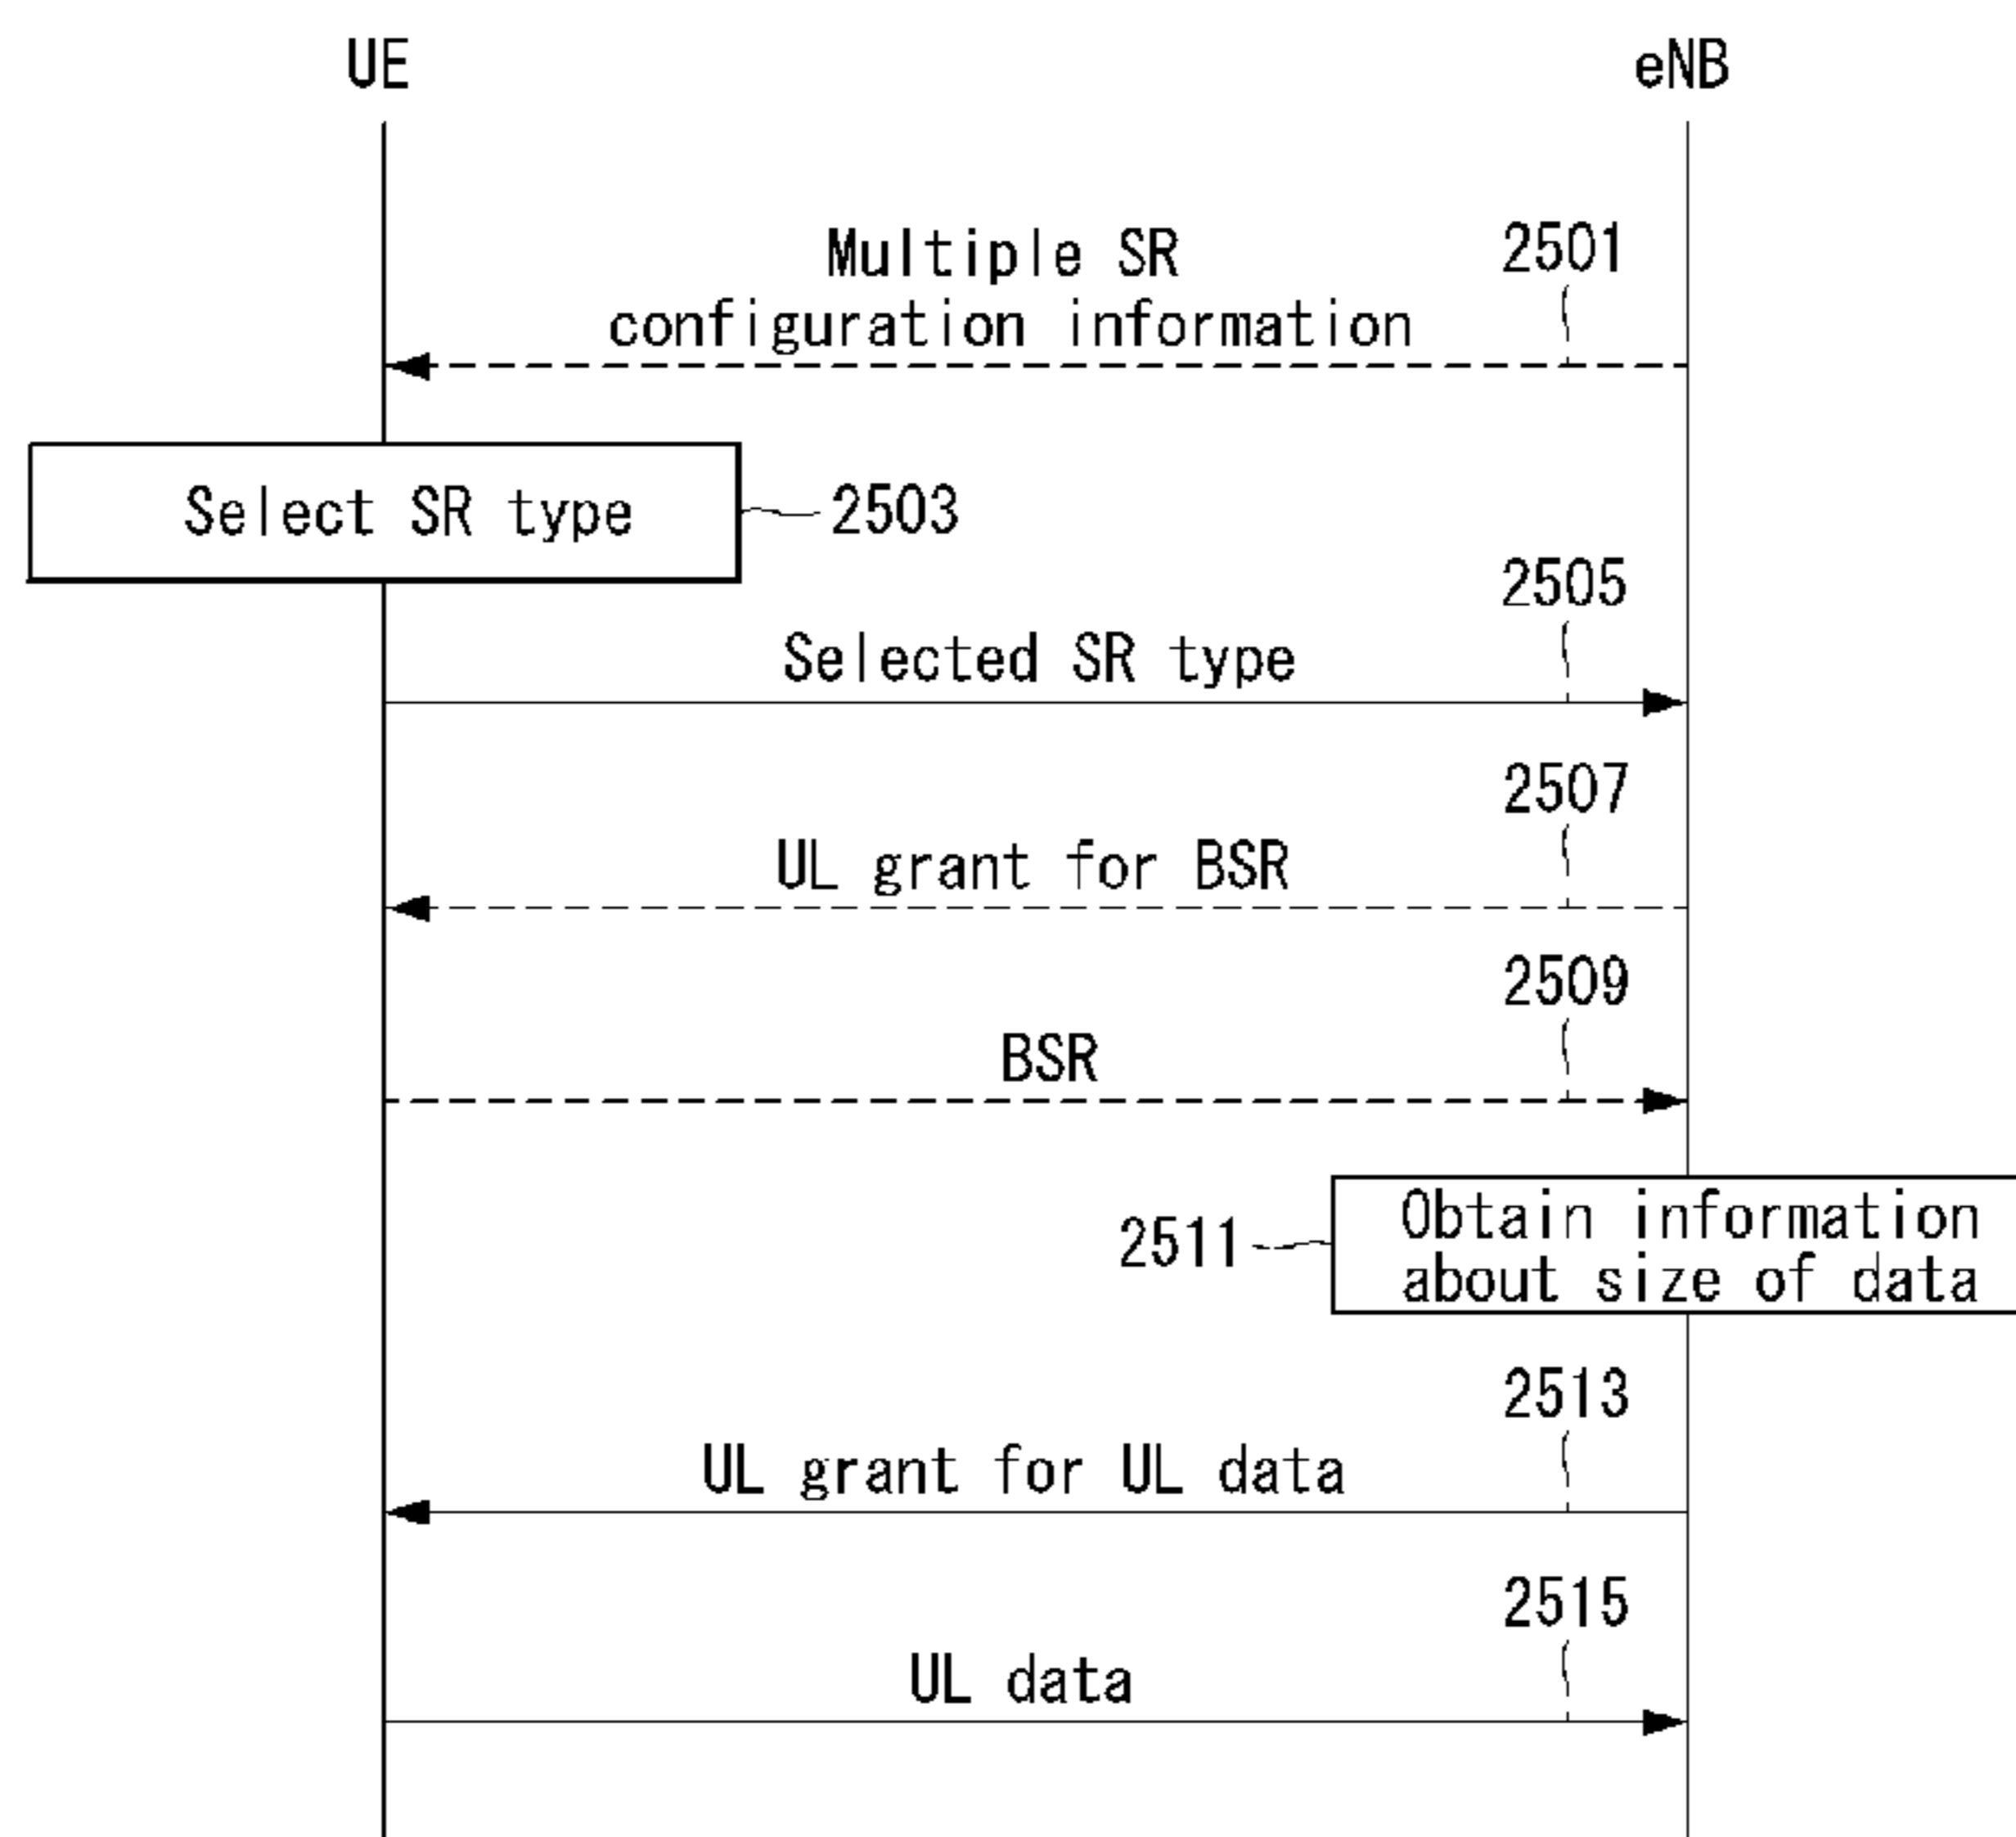 UE
eNB
Multiple SR
configuration information
2501
Select SR type
2503
2505
Selected SR type
2507
UL grant for BSR
2509
BSR
2511
Obtain information
about size of data
2513
UL grant for UL data
2515
UL data